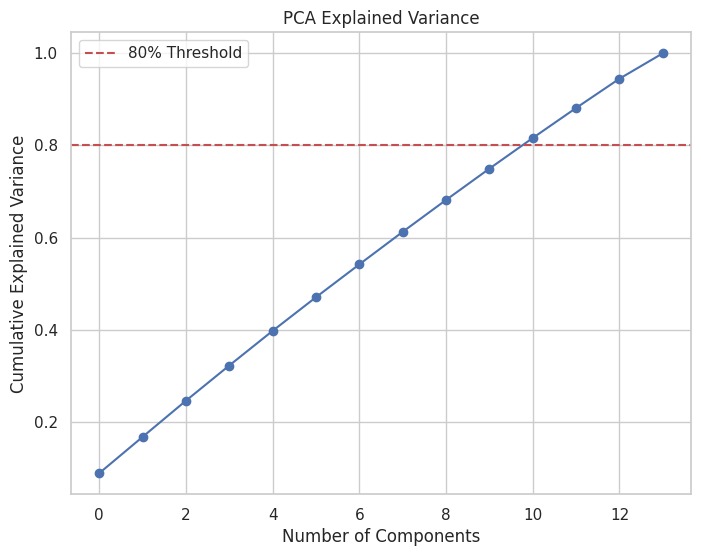 PCA Explained Variance
80% Threshold
Cumulative Explained Variance
1.0
0.8
0.6
0.4
0.2
0 2 4 6 8 10 12
Number of Components